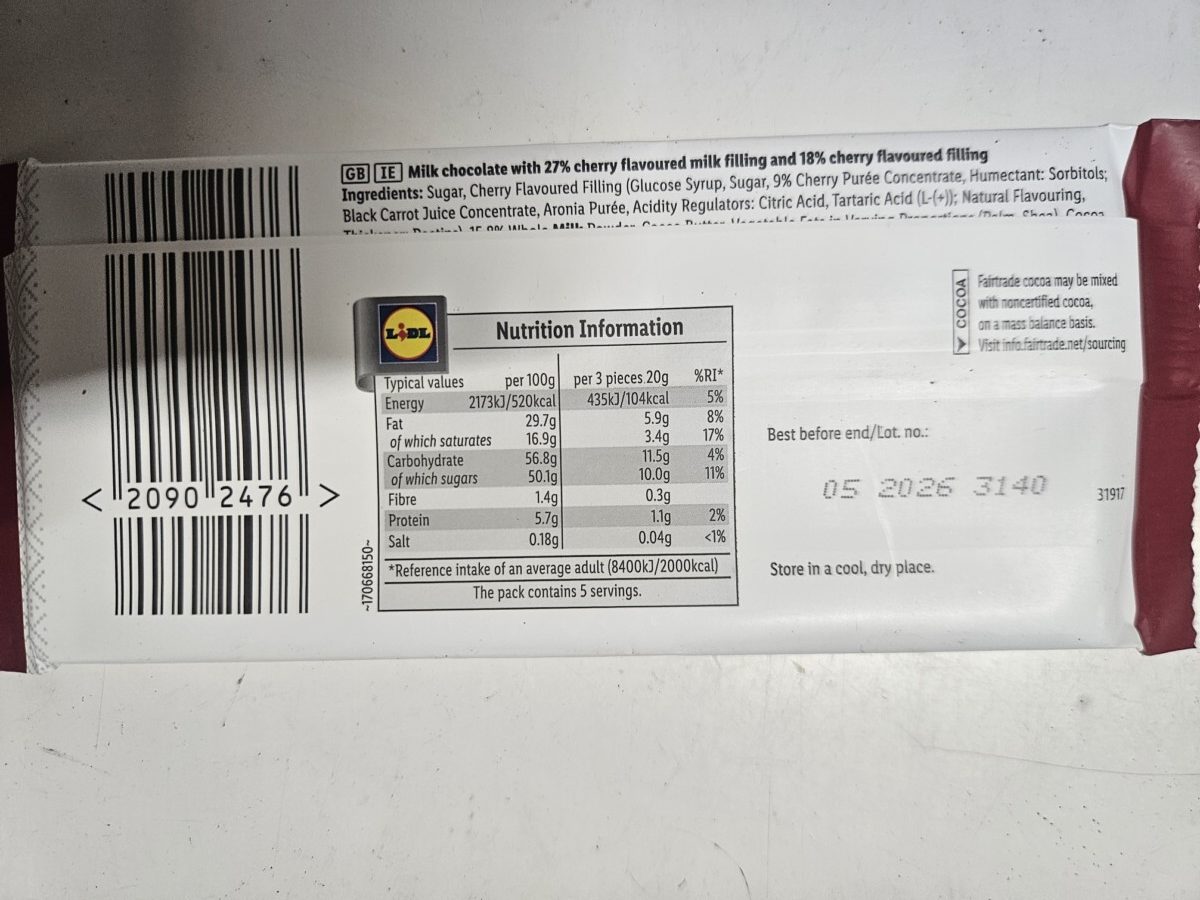 GB IE Milk chocolate with 27% cherry flavoured milk filling and 18% cherry flavoured filling
Ingredients: Sugar, Cherry Flavoured Filling (Glucose Syrup, Sugar, 9% Cherry Purée Concentrate, Humectant: Sorbitols;
Black Carrot Juice Concentrate, Aronia Purée, Acidity Regulators: Citric Acid, Tartaric Acid (L-(+)); Natural Flavouring,
COCOA
Fairtrade cocoa may be mixed
with noncertified cocoa,
on a mass balance basis.
Visit info.fairtrade.net/sourcing
LIDL
Nutrition Information
Typical values per 100g per 3 pieces 20g %RI*
Energy 2173kJ/520kcal 435kJ/104kcal 5%
Fat 29.7g 5.9g 8%
of which saturates 16.9g 3.4g 17%
Carbohydrate 56.8g 11.5g 4%
of which sugars 50.1g 10.0g 11%
Fibre 1.4g 0.3g
Protein 5.7g 1.1g 2%
Salt 0.18g 0.04g <1%
*Reference intake of an average adult (8400kJ/2000kcal)
The pack contains 5 servings.
~170668150~
< 2090 2476 >
Best before end/Lot. no.:
05 2026 3140
31917
Store in a cool, dry place.